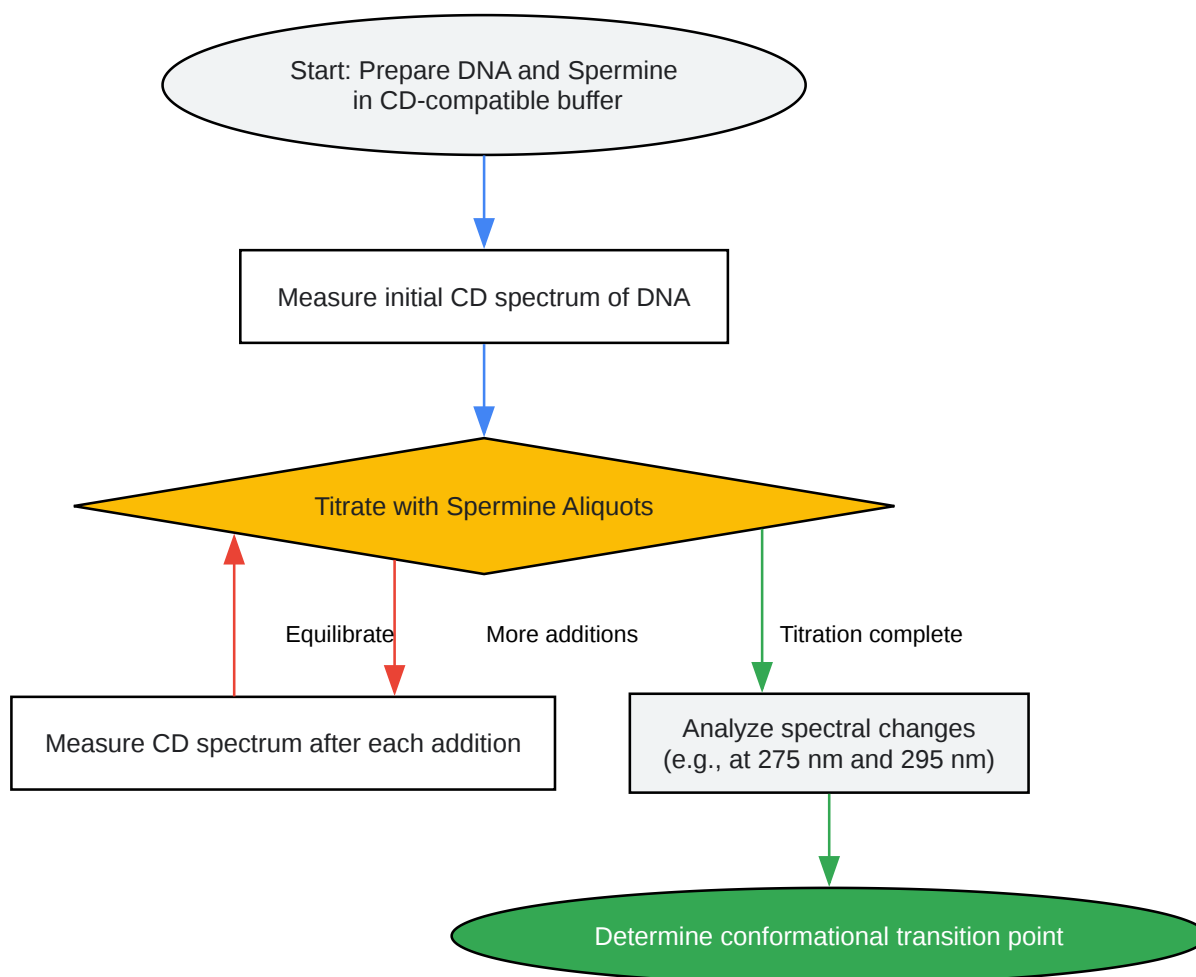 Start: Prepare DNA and Spermine
in CD-compatible buffer
Measure initial CD spectrum of DNA
Titrate with Spermine Aliquots
Equilibrate
More additions
Titration complete
Measure CD spectrum after each addition
Analyze spectral changes
(e.g., at 275 nm and 295 nm)
Determine conformational transition point